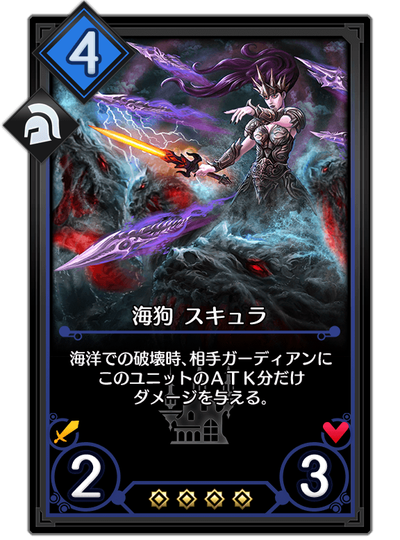 4
海狗 スキュラ
海洋での破壊時、相手ガーディアンに
このユニットのATK分だけ
ダメージを与える。
2
3